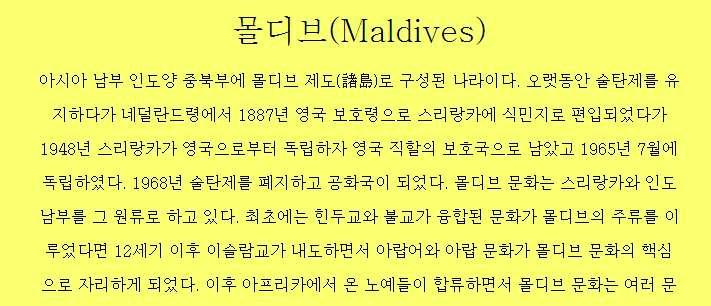 몰디브(Maldives)
아시아 남부 인도양 중북부에 몰디브 제도(諸島)로 구성된 나라이다. 오랫동안 술탄제를 유
지하다가 네덜란드령에서 1887년 영국 보호령으로 스리랑카에 식민지로 편입되었다가
1948년 스리랑카가 영국으로부터 독립하자 영국 직할의 보호국으로 남았고 1965년 7월에
독립하였다. 1968년 술탄제를 폐지하고 공화국이 되었다. 몰디브 문화는 스리랑카와 인도
남부를 그 원류로 하고 있다. 최초에는 힌두교와 불교가 융합된 문화가 몰디브의 주류를 이
루었다면 12세기 이후 이슬람교가 내도하면서 아랍어와 아랍 문화가 몰디브 문화의 핵심
으로 자리하게 되었다. 이후 아프리카에서 온 노예들이 합류하면서 몰디브 문화는 여러 문